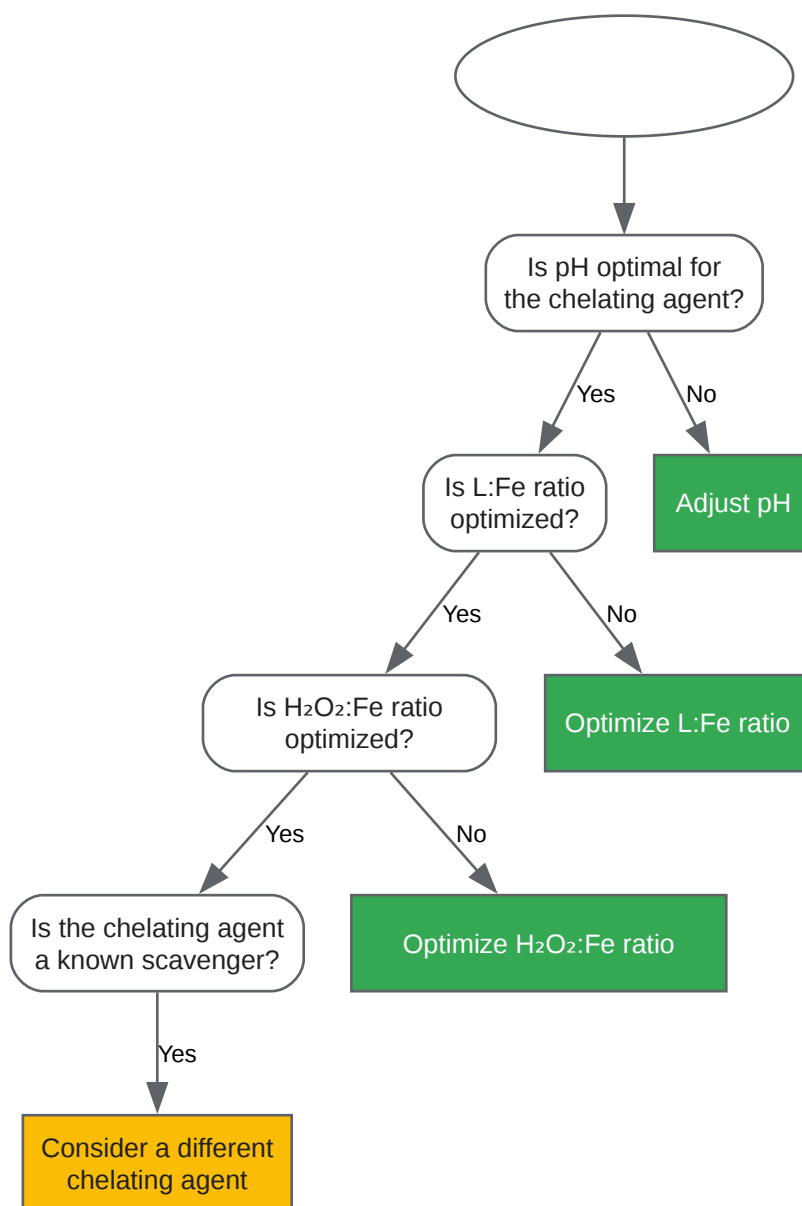 Is pH optimal for
the chelating agent?
Yes
No
Is L:Fe ratio
optimized?
Adjust pH
Yes
No
Is H₂O₂:Fe ratio
optimized?
Optimize L:Fe ratio
Yes
No
Is the chelating agent
a known scavenger?
Optimize H₂O₂:Fe ratio
Yes
Consider a different
chelating agent